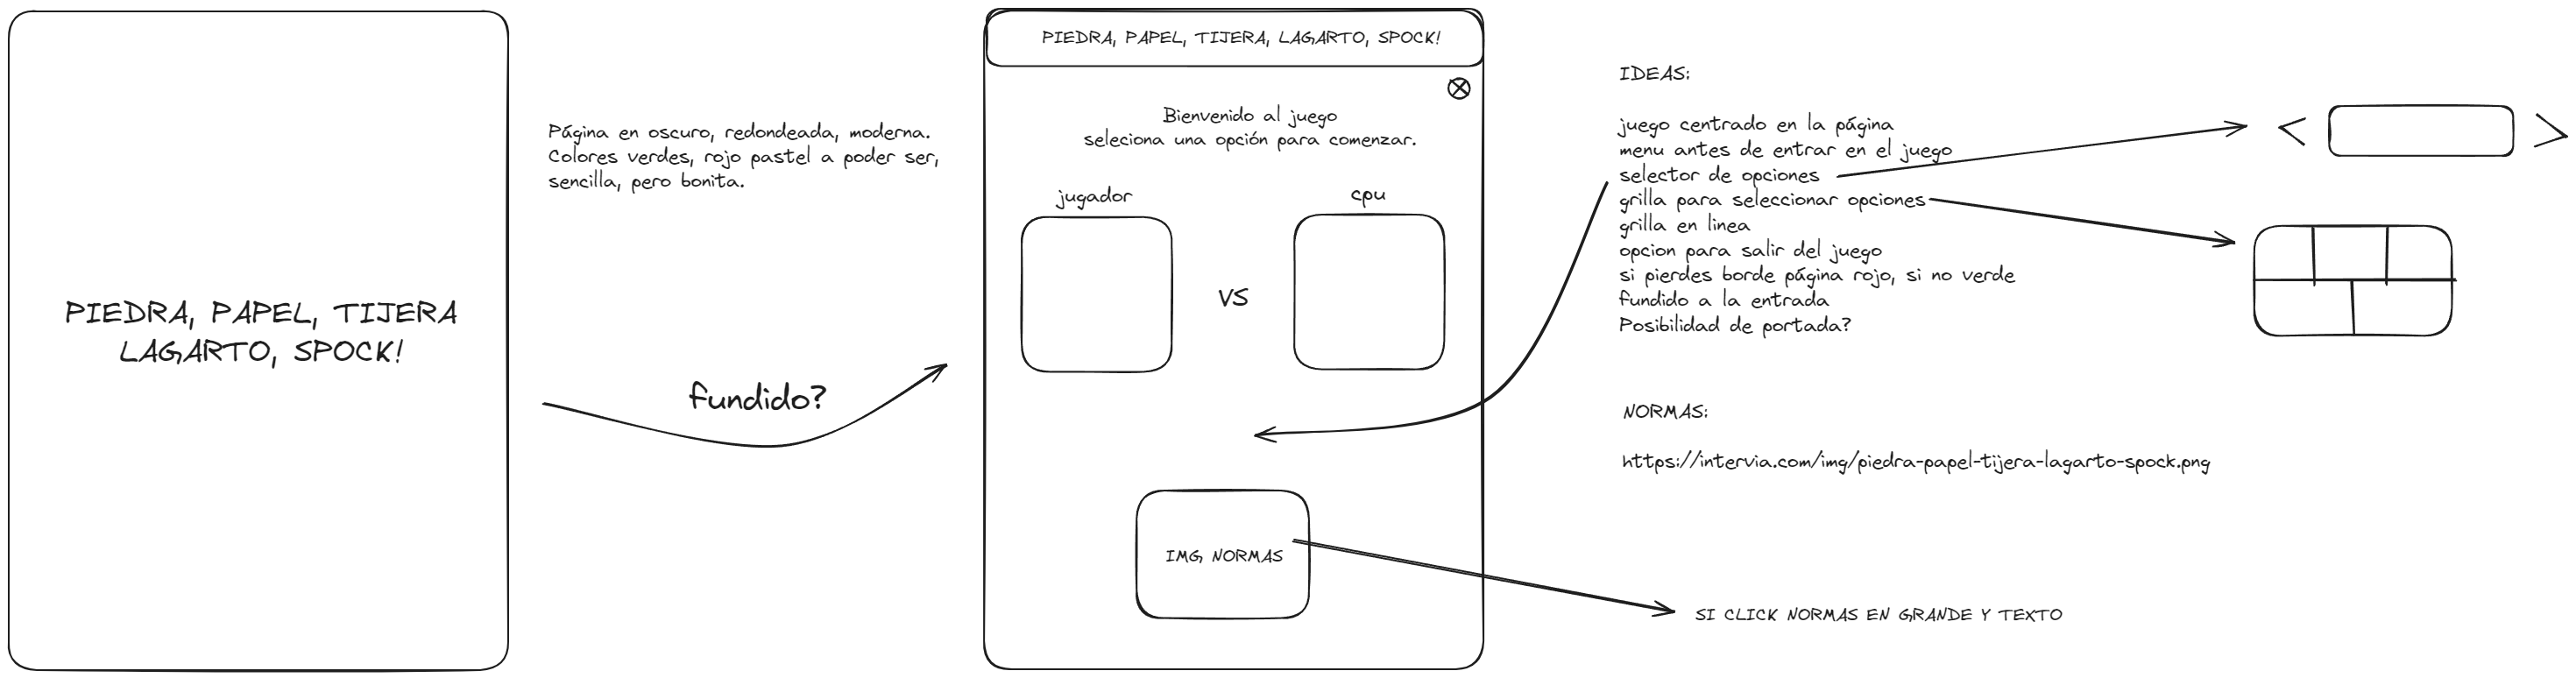 PIEDRA, PAPEL, TIJERA
LAGARTO, SPOCK!
Página en oscuro, redondeada, moderna.
Colores verdes, rojo pastel a poder ser,
sencilla, pero bonita.
fundido?
PIEDRA, PAPEL, TIJERA, LAGARTO, SPOCK!
Bienvenido al juego
seleciona una opción para comenzar.
jugador
cpu
VS
IMG NORMAS
IDEAS:
juego centrado en la página
menu antes de entrar en el juego
selector de opciones
grilla para seleccionar opciones
grilla en linea
opcion para salir del juego
si pierdes borde página rojo, si no verde
fundido a la entrada
Posibilidad de portada?
NORMAS:
https://intervia.com/img/piedra-papel-tijera-lagarto-spock.png
SI CLICK NORMAS EN GRANDE Y TEXTO